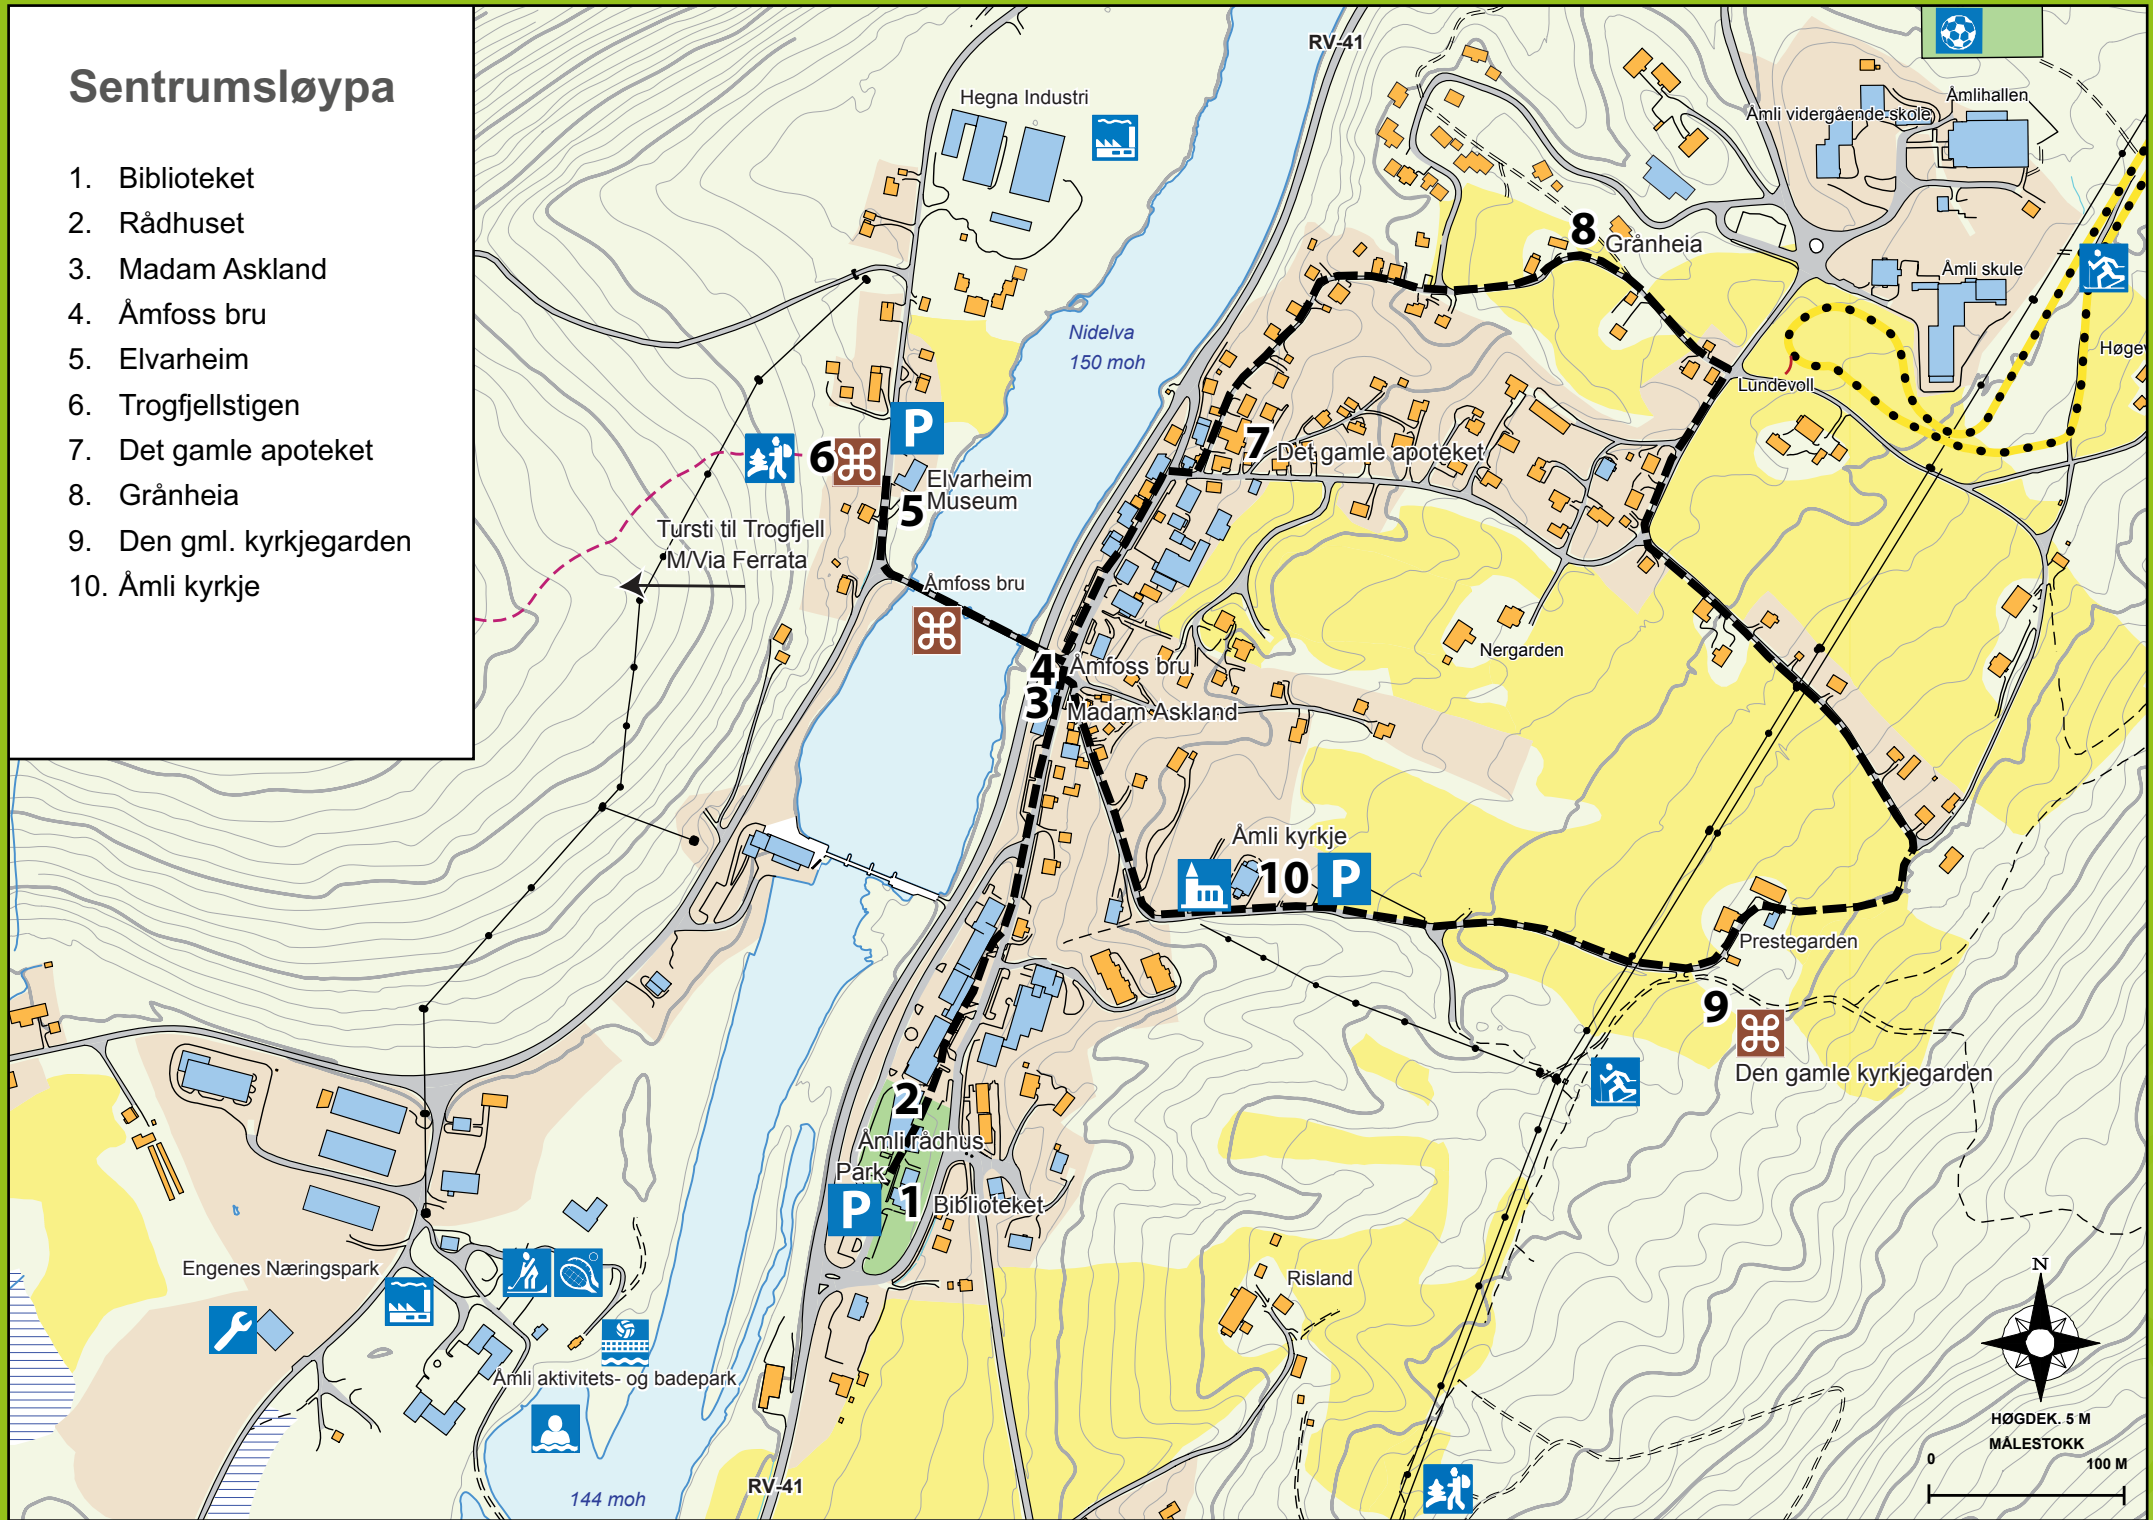 Sentrumsløypa
1. Biblioteket
2. Rådhuset
3. Madam Askland
4. Åmfoss bru
5. Elvarheim
6. Trogfjellstigen
7. Det gamle apoteket
8. Grånheia
9. Den gml. kyrkjegarden
10. Åmli kyrkje
RV-41
Hegna Industri
Åmlihallen
Åmli vidergående skole
8
Grånheia
Åmli skule
Nidelva
150 moh
Høgev
Lundevoll
P
6
7
Det gamle apoteket
Elvarheim
Museum
5
Tursti til Trogfjell
M/Via Ferrata
Åmfoss bru
Nergarden
4
Åmfoss bru
3
Madam Askland
Åmli kyrkje
10
P
Prestegarden
9
Den gamle kyrkjegarden
2
Åmli rådhus
Park
P
1
Biblioteket
Engenes Næringspark
Risland
N
Åmli aktivitets- og badepark
HØGDEK. 5 M
MÅLESTOKK
0
100 M
RV-41
144 moh